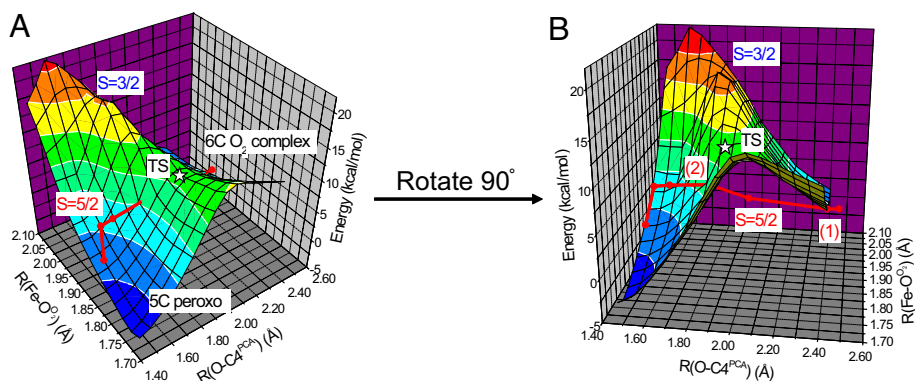 A
S=3/2
6C O2 complex
TS
S=5/2
5C peroxo
20
15
10
5
0
-5
Energy (kcal/mol)
2.10
2.05
2.00
1.95
1.90
1.85
1.80
1.75
1.70
R(Fe-O^O2) (Å)
1.40
1.60
1.80
2.00
2.20
2.40
2.60
R(O-C4^PCA) (Å)
Rotate 90°
B
S=3/2
TS
(2)
S=5/2
(1)
20
15
10
5
0
-5
Energy (kcal/mol)
1.40
1.60
1.80
2.00
2.20
2.40
2.60
R(O-C4^PCA) (Å)
2.10
2.05
2.00
1.95
1.90
1.85
1.80
1.75
1.70
R(Fe-O^O2) (Å)